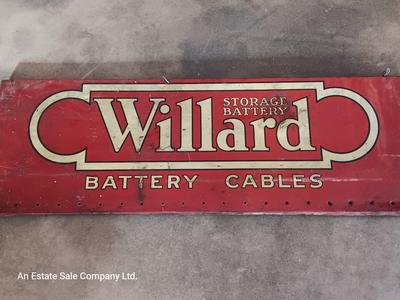 Willard
STORAGE
BATTERY
BATTERY CABLES
An Estate Sale Company Ltd.